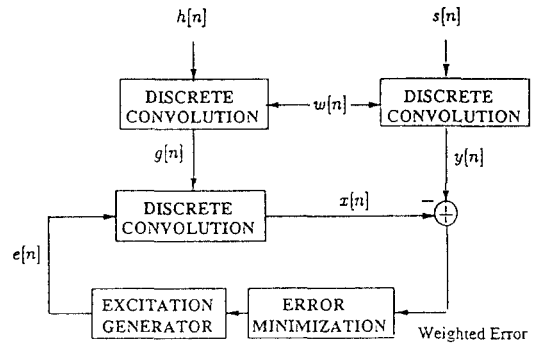 h[n]
s[n]
DISCRETE
CONVOLUTION
w[n]
DISCRETE
CONVOLUTION
g[n]
y[n]
DISCRETE
CONVOLUTION
x[n]
−
+
e[n]
EXCITATION
GENERATOR
ERROR
MINIMIZATION
Weighted Error